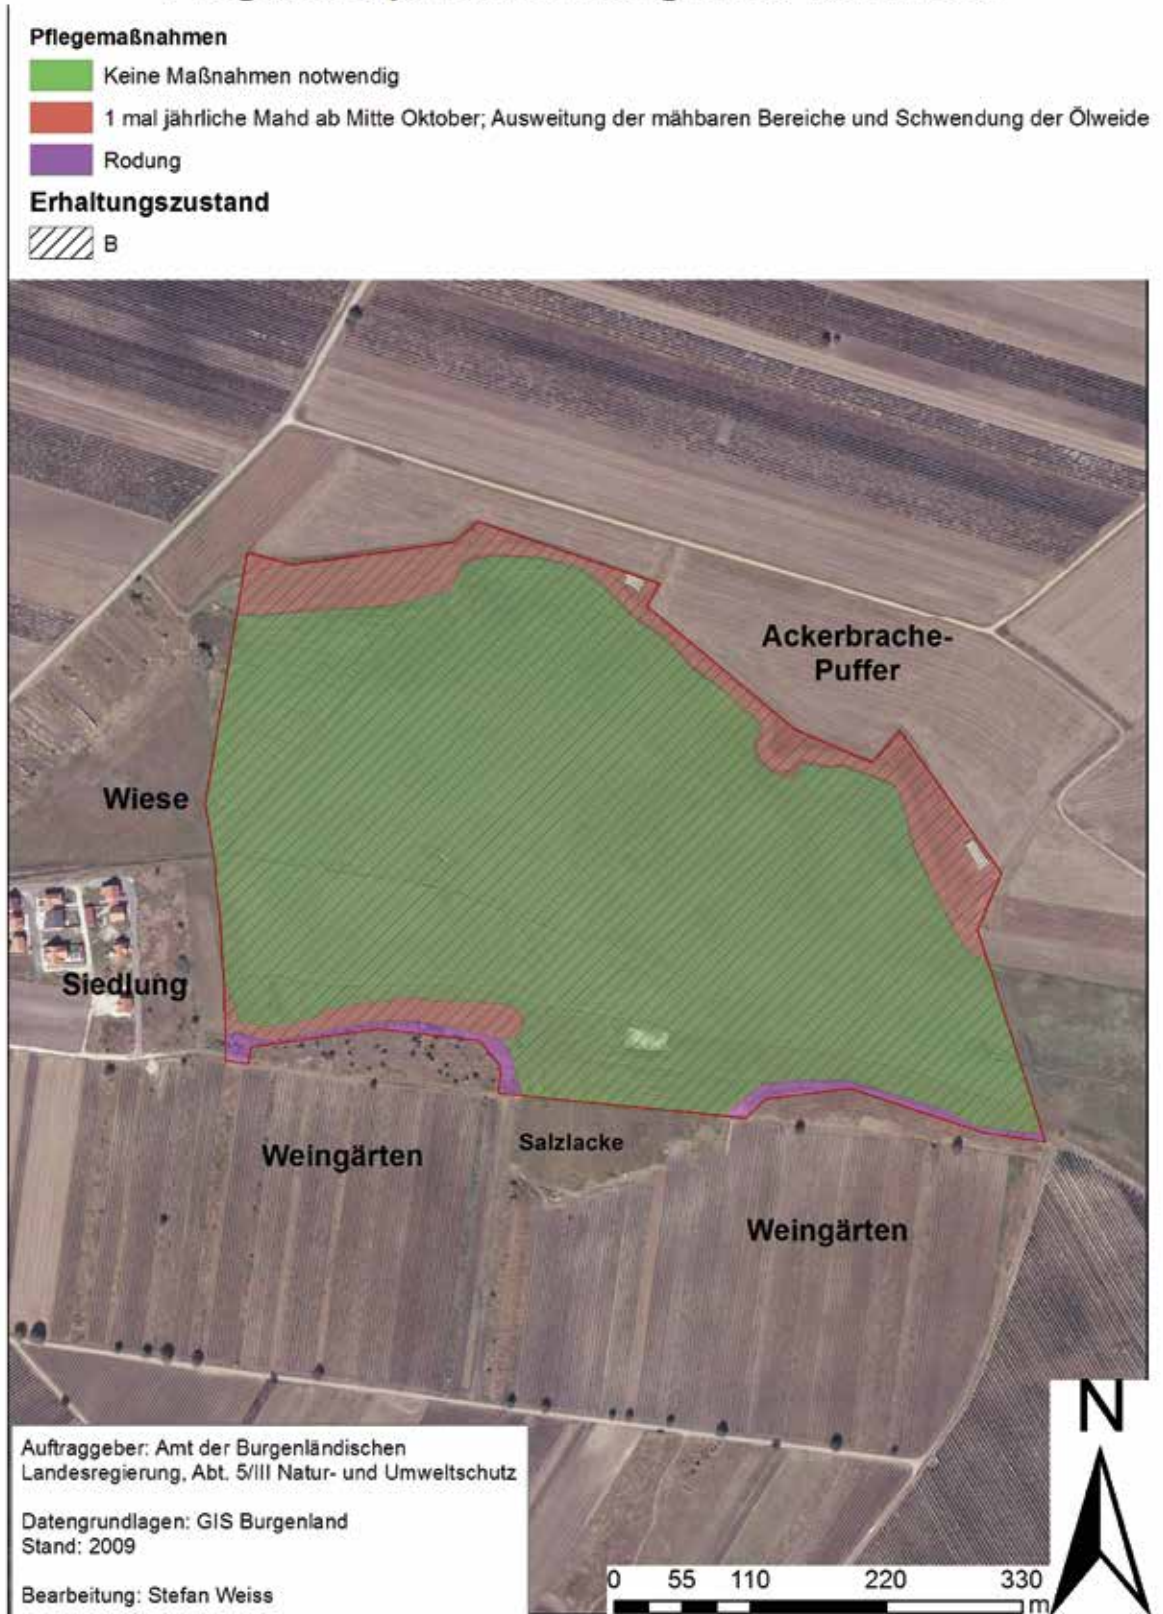 Pflegemaßnahmen
Keine Maßnahmen notwendig
1 mal jährliche Mahd ab Mitte Oktober; Ausweitung der mähbaren Bereiche und Schwendung der Ölweide
Rodung
Erhaltungszustand
B
Ackerbrache-
Puffer
Wiese
Siedlung
Weingärten
Salzlacke
Weingärten
N
Auftraggeber: Amt der Burgenländischen
Landesregierung, Abt. 5/III Natur- und Umweltschutz
Datengrundlagen: GIS Burgenland
Stand: 2009
Bearbeitung: Stefan Weiss
0 55 110 220 330
m